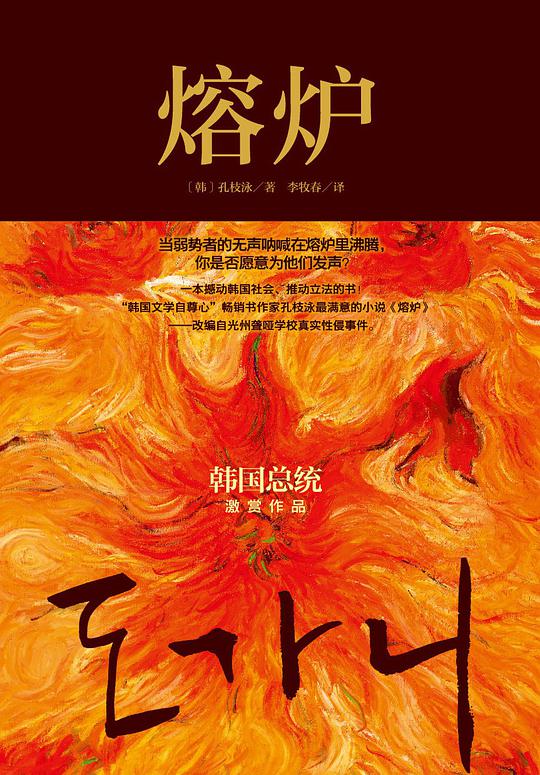 熔炉
〔韩〕孔枝泳／著　李牧春／译
当弱势者的无声呐喊在熔炉里沸腾，
你是否愿意为他们发声？
一本撼动韩国社会、推动立法的书！
“韩国文学自尊心”畅销书作家孔枝泳最满意的小说《熔炉》
——改编自光州聋哑学校真实性侵事件。
韩国总统
激赏作品
도가니